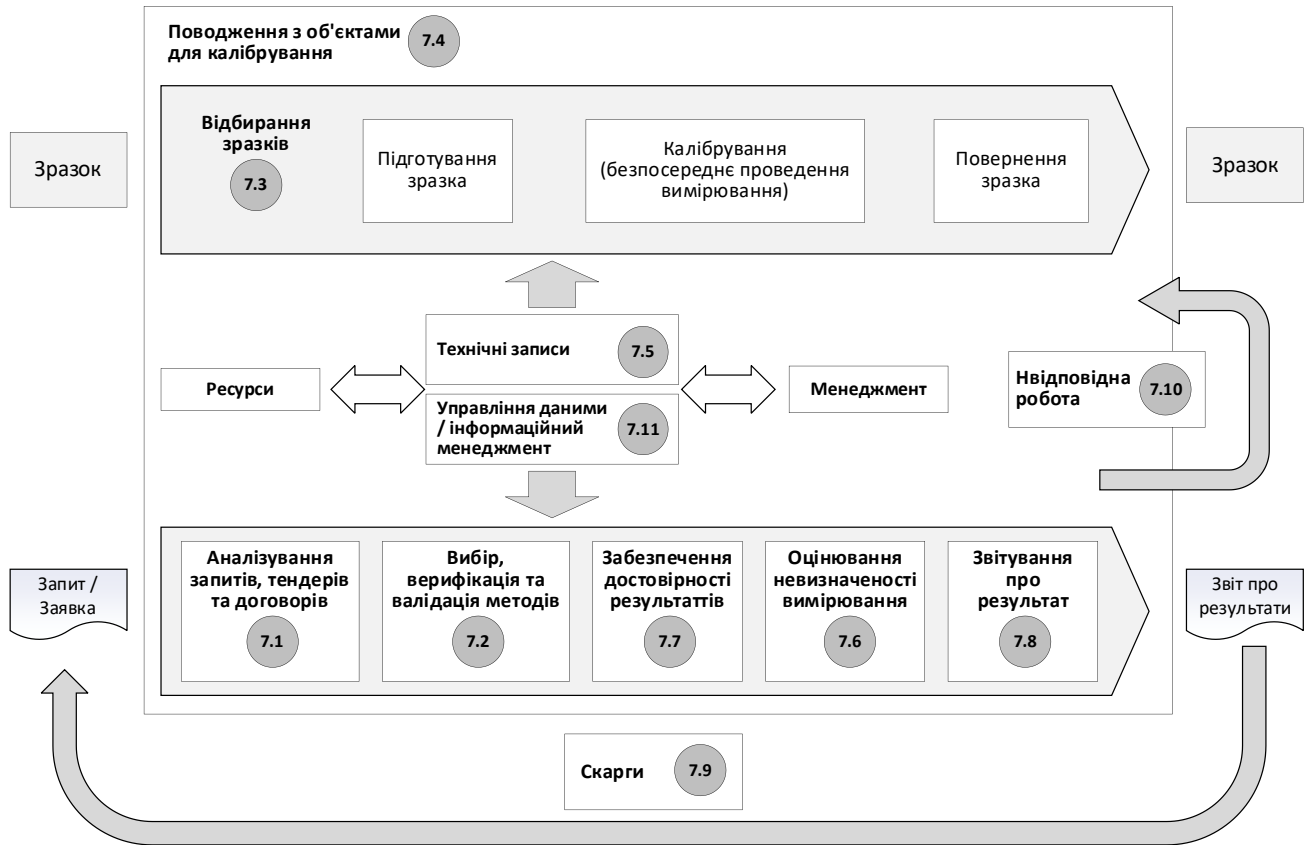 Поводження з об'єктами
для калібрування
7.4
Відбирання
зразків
7.3
Підготування
зразка
Калібрування
(безпосереднє проведення
вимірювання)
Повернення
зразка
Зразок
Зразок
Технічні записи
7.5
Ресурси
Менеджмент
Управління даними
/ інформаційний
менеджмент
7.11
Нвідповідна
робота
7.10
Запит /
Заявка
Аналізування
запитів, тендерів
та договорів
7.1
Вибір,
верифікація та
валідація методів
7.2
Забезпечення
достовірності
результаттів
7.7
Оцінювання
невизначеності
вимірювання
7.6
Звітування
про
результат
7.8
Звіт про
результати
Скарги
7.9